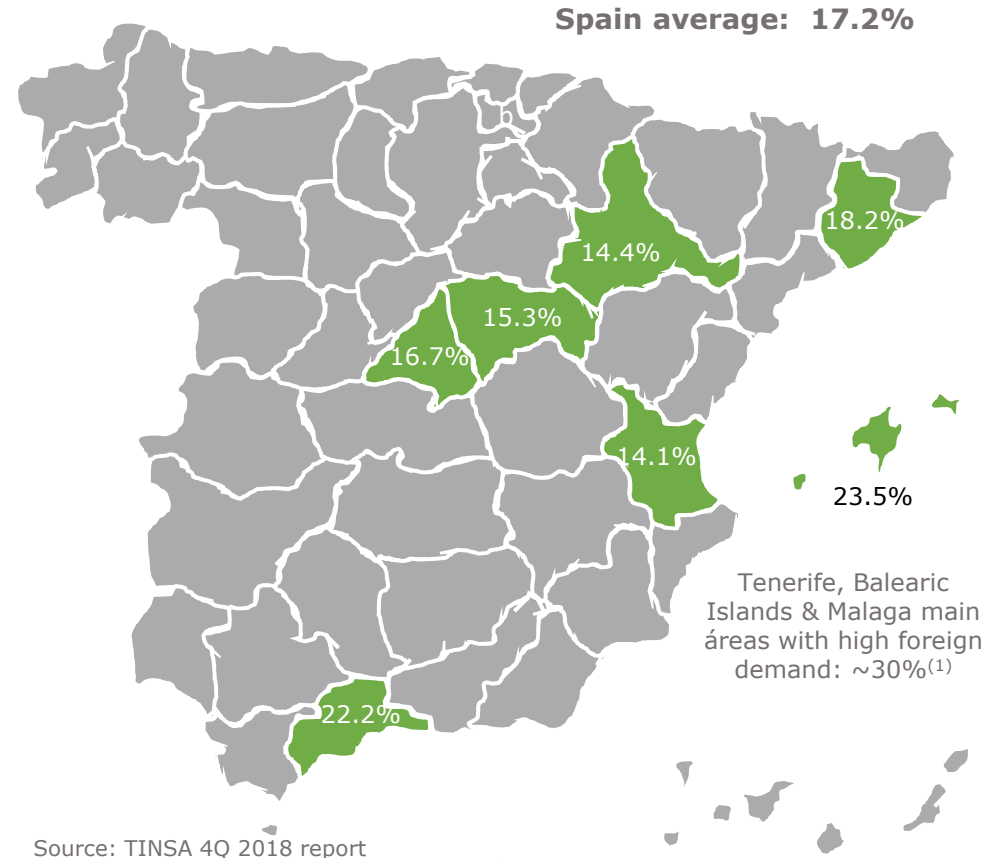 Spain average: 17.2%
b
18.2%
14.4%
15.3%
16.7%
14.1%
23.5%
Tenerife, Balearic
Islands & Malaga main
áreas with high foreign
demand: ~30%(1)
22.2%
Source: TINSA 4Q 2018 report